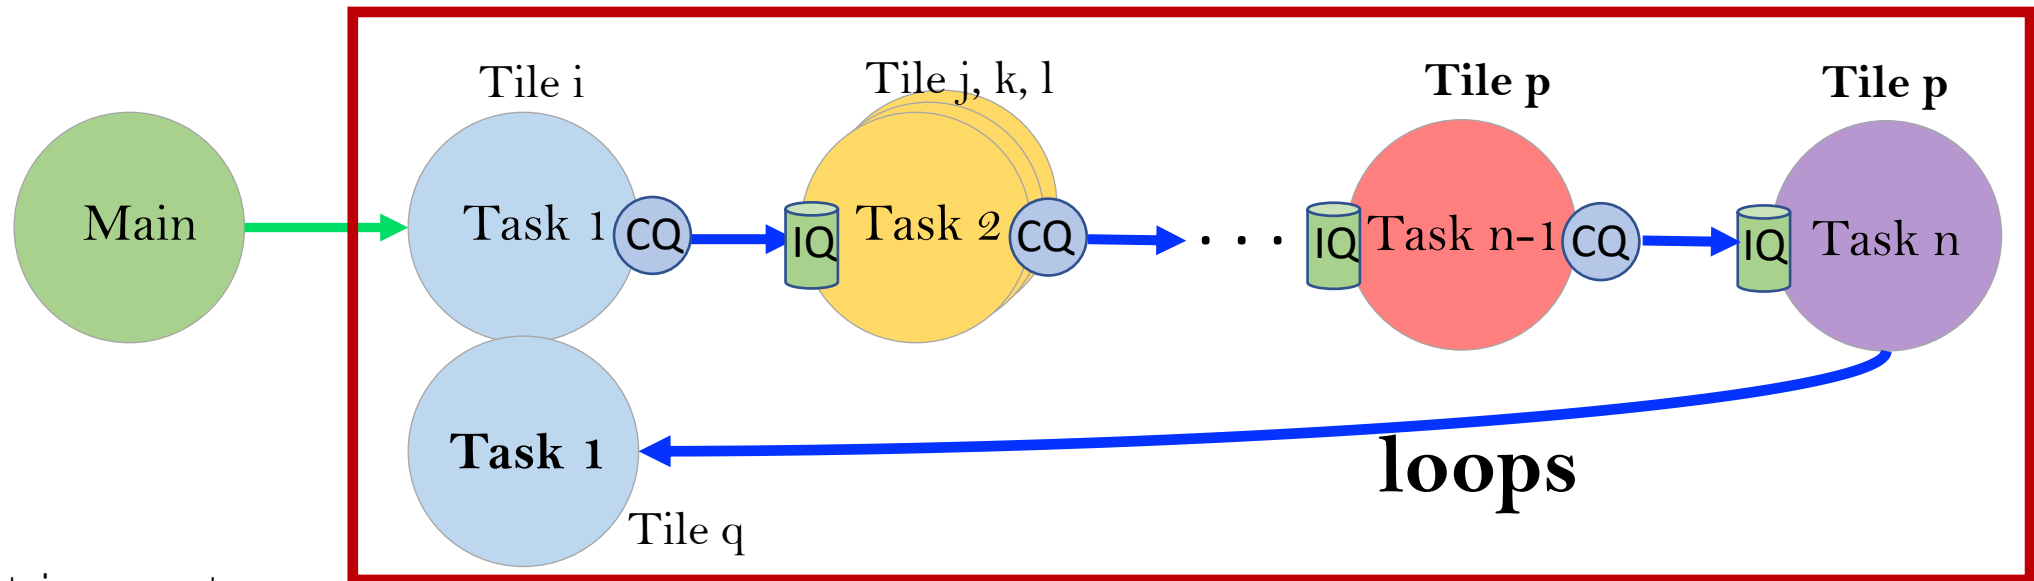 Tile i
Tile j, k, l
Tile p
Tile p
Main
Task 1
CQ
IQ
Task 2
CQ
. . .
IQ
Task n-1
CQ
IQ
Task n
Task 1
loops
Tile q